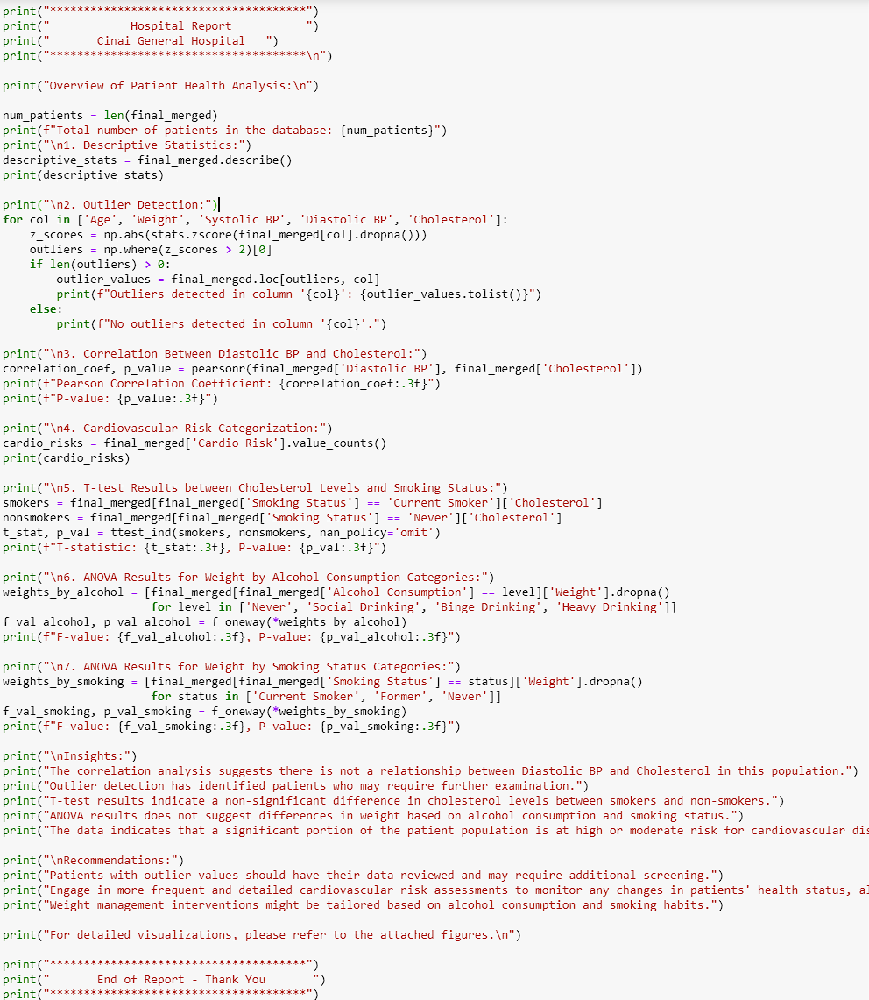 print("**************************************")
print("            Hospital Report           ")
print("       Cinai General Hospital   ")
print("**************************************\n")
print("Overview of Patient Health Analysis:\n")
num_patients = len(final_merged)
print(f"Total number of patients in the database: {num_patients}")
print("\n1. Descriptive Statistics:")
descriptive_stats = final_merged.describe()
print(descriptive_stats)
print("\n2. Outlier Detection:")
for col in ['Age', 'Weight', 'Systolic BP', 'Diastolic BP', 'Cholesterol']:
    z_scores = np.abs(stats.zscore(final_merged[col].dropna()))
    outliers = np.where(z_scores > 2)[0]
    if len(outliers) > 0:
        outlier_values = final_merged.loc[outliers, col]
        print(f"Outliers detected in column '{col}': {outlier_values.tolist()}")
    else:
        print(f"No outliers detected in column '{col}'.")
print("\n3. Correlation Between Diastolic BP and Cholesterol:")
correlation_coef, p_value = pearsonr(final_merged['Diastolic BP'], final_merged['Cholesterol'])
print(f"Pearson Correlation Coefficient: {correlation_coef:.3f}")
print(f"P-value: {p_value:.3f}")
print("\n4. Cardiovascular Risk Categorization:")
cardio_risks = final_merged['Cardio Risk'].value_counts()
print(cardio_risks)
print("\n5. T-test Results between Cholesterol Levels and Smoking Status:")
smokers = final_merged[final_merged['Smoking Status'] == 'Current Smoker']['Cholesterol']
nonsmokers = final_merged[final_merged['Smoking Status'] == 'Never']['Cholesterol']
t_stat, p_val = ttest_ind(smokers, nonsmokers, nan_policy='omit')
print(f"T-statistic: {t_stat:.3f}, P-value: {p_val:.3f}")
print("\n6. ANOVA Results for Weight by Alcohol Consumption Categories:")
weights_by_alcohol = [final_merged[final_merged['Alcohol Consumption'] == level]['Weight'].dropna()
                      for level in ['Never', 'Social Drinking', 'Binge Drinking', 'Heavy Drinking']]
f_val_alcohol, p_val_alcohol = f_oneway(*weights_by_alcohol)
print(f"F-value: {f_val_alcohol:.3f}, P-value: {p_val_alcohol:.3f}")
print("\n7. ANOVA Results for Weight by Smoking Status Categories:")
weights_by_smoking = [final_merged[final_merged['Smoking Status'] == status]['Weight'].dropna()
                      for status in ['Current Smoker', 'Former', 'Never']]
f_val_smoking, p_val_smoking = f_oneway(*weights_by_smoking)
print(f"F-value: {f_val_smoking:.3f}, P-value: {p_val_smoking:.3f}")
print("\nInsights:")
print("The correlation analysis suggests there is not a relationship between Diastolic BP and Cholesterol in this population.")
print("Outlier detection has identified patients who may require further examination.")
print("T-test results indicate a non-significant difference in cholesterol levels between smokers and non-smokers.")
print("ANOVA results does not suggest differences in weight based on alcohol consumption and smoking status.")
print("The data indicates that a significant portion of the patient population is at high or moderate risk for cardiovascular
print("\nRecommendations:")
print("Patients with outlier values should have their data reviewed and may require additional screening.")
print("Engage in more frequent and detailed cardiovascular risk assessments to monitor any changes in patients' health status,
print("Weight management interventions might be tailored based on alcohol consumption and smoking habits.")
print("For detailed visualizations, please refer to the attached figures.\n")
print("**************************************")
print("       End of Report - Thank You       ")
print("**************************************")